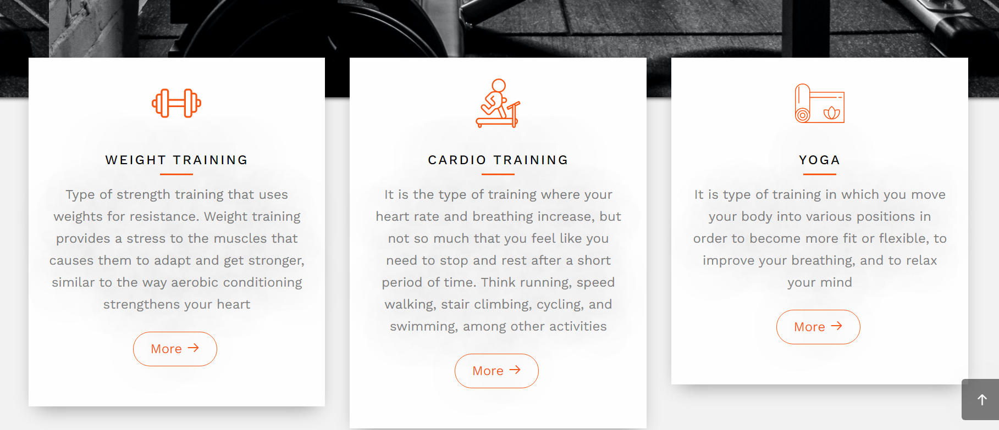 WEIGHT TRAINING
Type of strength training that uses
weights for resistance. Weight training
provides a stress to the muscles that
causes them to adapt and get stronger,
similar to the way aerobic conditioning
strengthens your heart
More →
CARDIO TRAINING
It is the type of training where your
heart rate and breathing increase, but
not so much that you feel like you
need to stop and rest after a short
period of time. Think running, speed
walking, stair climbing, cycling, and
swimming, among other activities
More →
YOGA
It is type of training in which you move
your body into various positions in
order to become more fit or flexible, to
improve your breathing, and to relax
your mind
More →